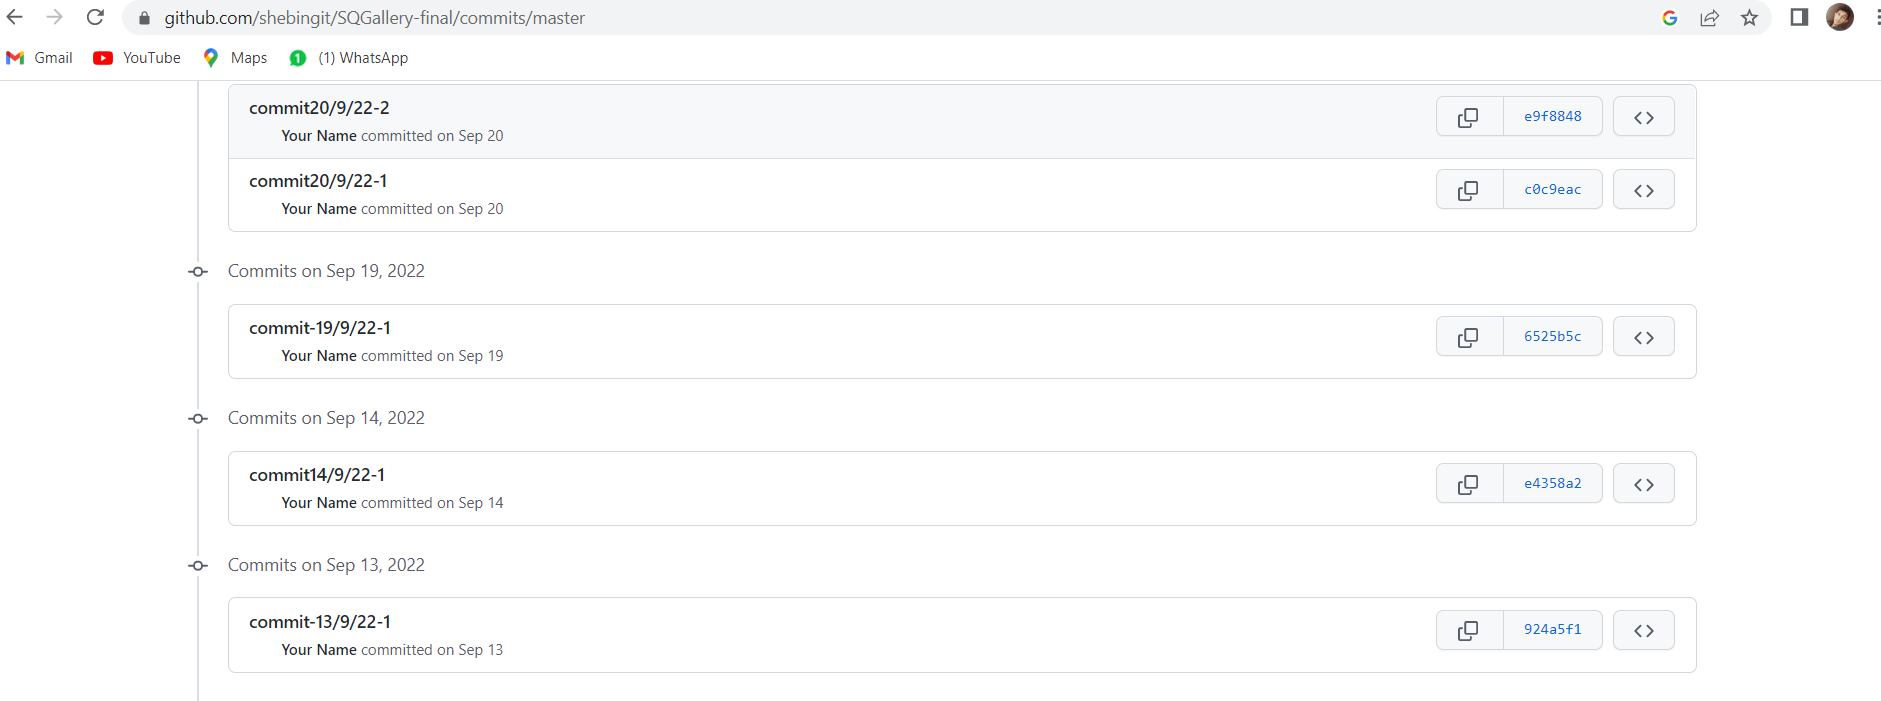 github.com/shebingit/SQGallery-final/commits/master
Gmail YouTube Maps 1 (1) WhatsApp
commit20/9/22-2
Your Name committed on Sep 20
e9f8848
commit20/9/22-1
Your Name committed on Sep 20
c0c9eac
Commits on Sep 19, 2022
commit-19/9/22-1
Your Name committed on Sep 19
6525b5c
Commits on Sep 14, 2022
commit14/9/22-1
Your Name committed on Sep 14
e4358a2
Commits on Sep 13, 2022
commit-13/9/22-1
Your Name committed on Sep 13
924a5f1